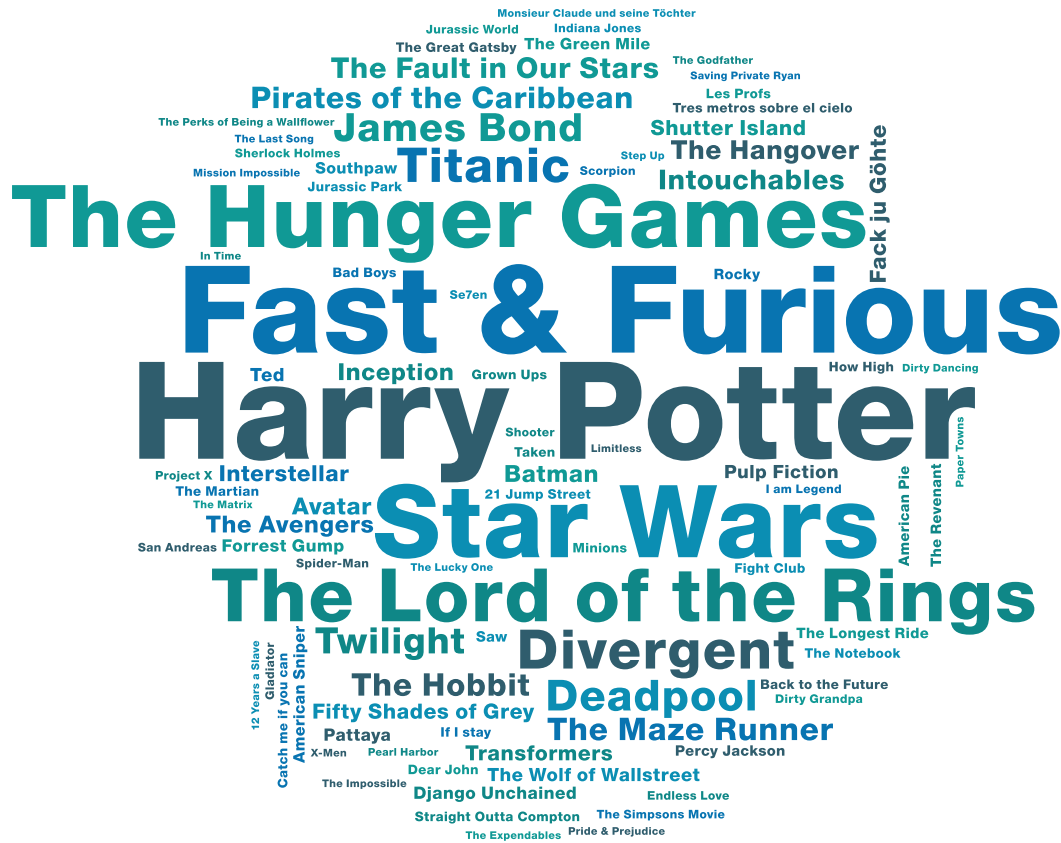 Monsieur Claude und seine Töchter
Jurassic World
Indiana Jones
The Great Gatsby
The Green Mile
The Godfather
The Fault in Our Stars
Saving Private Ryan
Les Profs
Pirates of the Caribbean
Tres metros sobre el cielo
The Perks of Being a Wallflower
James Bond
Shutter Island
The Last Song
The Hangover
Sherlock Holmes
Step Up
Titanic
Southpaw
Scorpion
Mission Impossible
Intouchables
Jurassic Park
Fack ju Göhte
The Hunger Games
In Time
Bad Boys
Rocky
Se7en
Fast & Furious
How High
Dirty Dancing
Ted
Inception
Grown Ups
Harry Potter
Shooter
Limitless
Taken
Paper Towns
Project X
Interstellar
Batman
Pulp Fiction
The Martian
21 Jump Street
I am Legend
The Matrix
Avatar
American Pie
The Revenant
The Avengers
Star Wars
San Andreas
Forrest Gump
Minions
Spider-Man
The Lucky One
Fight Club
The Lord of the Rings
Twilight
Saw
Divergent
The Longest Ride
The Notebook
12 Years a Slave
Gladiator
Catch me if you can
American Sniper
The Hobbit
Deadpool
Back to the Future
Dirty Grandpa
Fifty Shades of Grey
The Maze Runner
Pattaya
If I stay
X-Men
Pearl Harbor
Transformers
Percy Jackson
Dear John
The Wolf of Wallstreet
The Impossible
Django Unchained
Endless Love
Straight Outta Compton
The Simpsons Movie
The Expendables
Pride & Prejudice